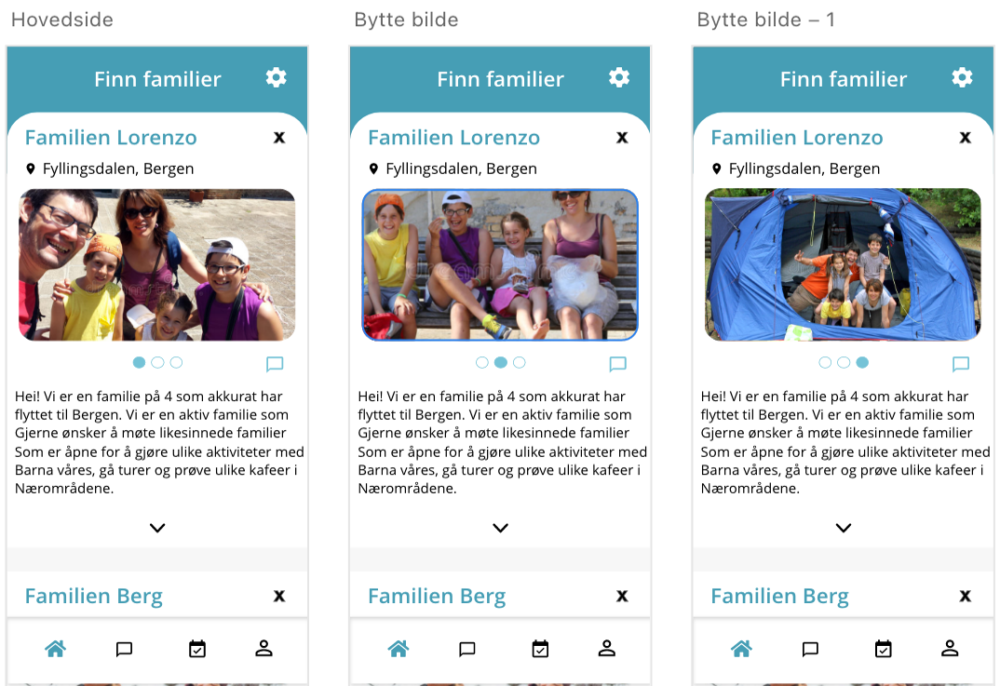 Hovedside
Finn familier
Familien Lorenzo
x
Fyllingsdalen, Bergen
Hei! Vi er en familie på 4 som akkurat har
flyttet til Bergen. Vi er en aktiv familie som
Gjerne ønsker å møte likesinnede familier
Som er åpne for å gjøre ulike aktiviteter med
Barna våres, gå turer og prøve ulike kafeer i
Nærområdene.
Familien Berg
x
Bytte bilde
Finn familier
Familien Lorenzo
x
Fyllingsdalen, Bergen
Hei! Vi er en familie på 4 som akkurat har
flyttet til Bergen. Vi er en aktiv familie som
Gjerne ønsker å møte likesinnede familier
Som er åpne for å gjøre ulike aktiviteter med
Barna våres, gå turer og prøve ulike kafeer i
Nærområdene.
Familien Berg
x
Bytte bilde – 1
Finn familier
Familien Lorenzo
x
Fyllingsdalen, Bergen
Hei! Vi er en familie på 4 som akkurat har
flyttet til Bergen. Vi er en aktiv familie som
Gjerne ønsker å møte likesinnede familier
Som er åpne for å gjøre ulike aktiviteter med
Barna våres, gå turer og prøve ulike kafeer i
Nærområdene.
Familien Berg
x